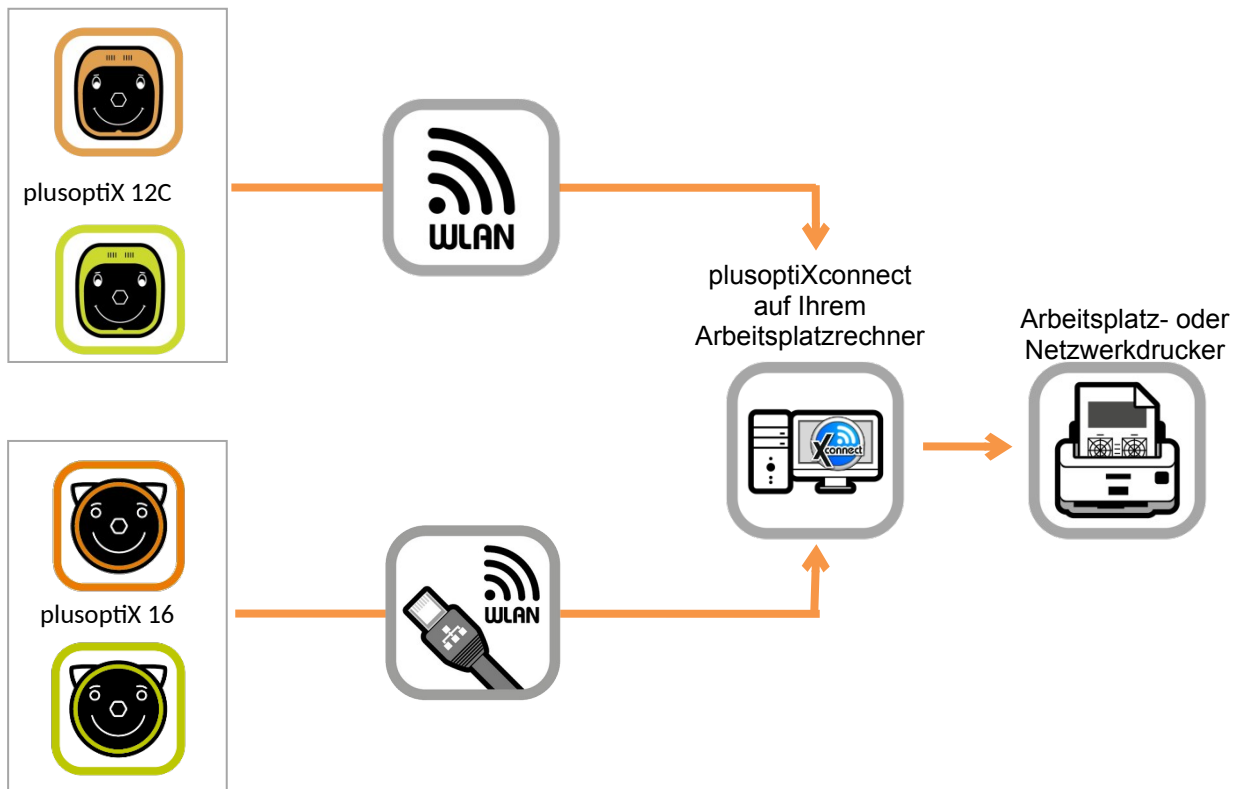 plusoptiX 12C
WLAN
plusoptiXconnect
auf Ihrem
Arbeitsplatzrechner
Arbeitsplatz- oder
Netzwerkdrucker
Xconnect
plusoptiX 16
WLAN